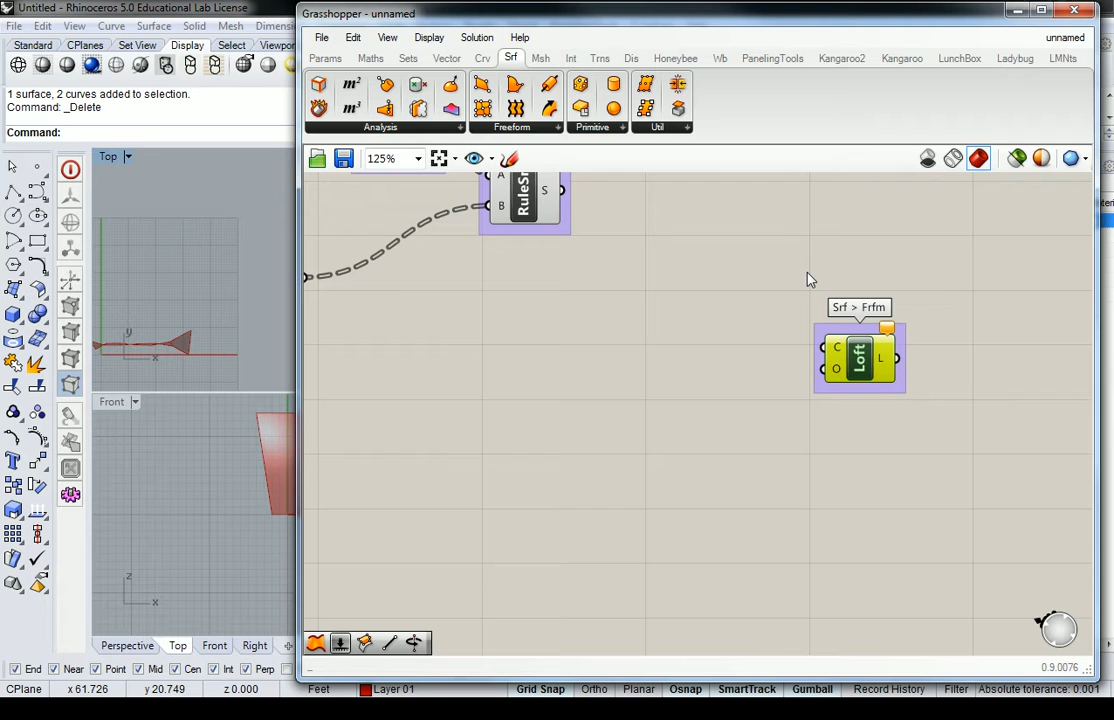 Untitled - Rhinoceros 5.0 Educational Lab License
File Edit View Curve Surface Solid Mesh Dimens
Standard CPlanes Set View Display Select Viewpor
1 surface, 2 curves added to selection.
Command: _Delete
Command:
Top
Front
y
x
z
x
Perspective Top Front Right
End Near Point Mid Cen Int Perp
CPlane x 61.726 y 20.749 z 0.000 Feet Layer 01 Grid Snap Ortho Planar Osnap SmartTrack Gumball Record History Filter Absolute tolerance: 0.001
Grasshopper - unnamed
File Edit View Display Solution Help unnamed
Params Maths Sets Vector Crv Srf Msh Int Trns Dis Honeybee Wb PanelingTools Kangaroo2 Kangaroo LunchBox Ladybug LMNts
m² m³
Analysis Freeform Primitive Util
125%
A
B
RuleSr
S
Srf > Frfm
C
O
Loft
L
0.9.0076